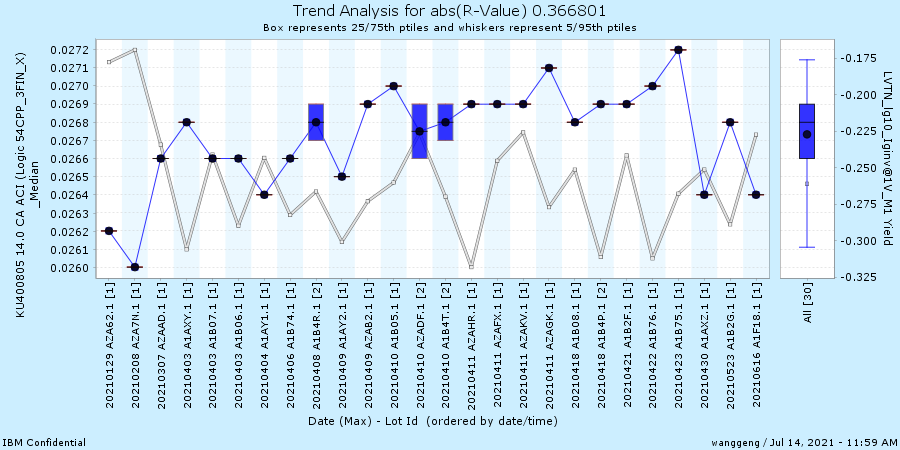 Trend Analysis for abs(R-Value) 0.366801
Box represents 25/75th ptiles and whiskers represent 5/95th ptiles
KU400805 14.0 CA ACI (Logic S4CPP_3FIN_X)
_Median
0.0272
0.0271
0.0270
0.0269
0.0268
0.0267
0.0266
0.0265
0.0264
0.0263
0.0262
0.0261
0.0260
-0.175
-0.200
-0.225
-0.250
-0.275
-0.300
-0.325
LVTN_lg10_Iginv@1V_M1 Yield
20210129 AZA62.1 [1]
20210208 AZA7N.1 [1]
20210307 AZAAD.1 [1]
20210403 A1AXY.1 [1]
20210403 A1B07.1 [1]
20210403 A1B06.1 [1]
20210404 A1AY1.1 [1]
20210406 A1B74.1 [1]
20210408 A1B4R.1 [2]
20210409 A1AY2.1 [1]
20210409 AZAB2.1 [1]
20210410 A1B05.1 [1]
20210410 AZADF.1 [2]
20210410 A1B4T.1 [2]
20210411 AZAHR.1 [1]
20210411 AZAFX.1 [1]
20210411 AZAKV.1 [1]
20210411 AZAGK.1 [1]
20210418 A1B08.1 [1]
20210418 A1B4P.1 [2]
20210421 A1B2F.1 [1]
20210422 A1B76.1 [1]
20210423 A1B75.1 [1]
20210430 A1AXZ.1 [1]
20210523 A1B2G.1 [1]
20210616 A1F18.1 [1]
All [30]
Date (Max) - Lot Id (ordered by date/time)
IBM Confidential
wanggeng / Jul 14, 2021 - 11:59 AM